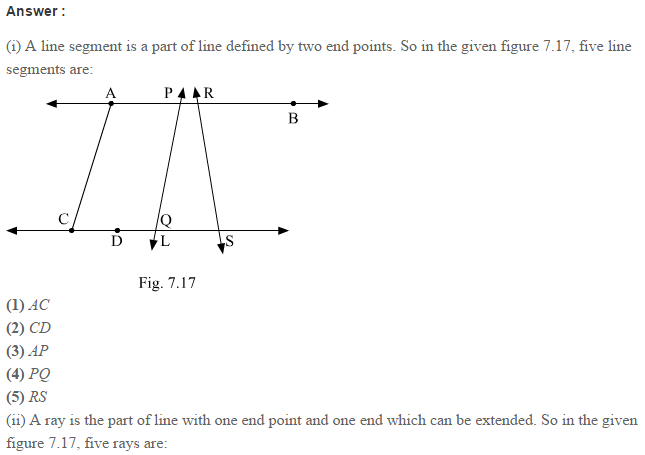 Answer :
(i) A line segment is a part of line defined by two end points. So in the given figure 7.17, five line
segments are:
A P R
B
C Q
D L S
Fig. 7.17
(1) AC
(2) CD
(3) AP
(4) PQ
(5) RS
(ii) A ray is the part of line with one end point and one end which can be extended. So in the given
figure 7.17, five rays are: